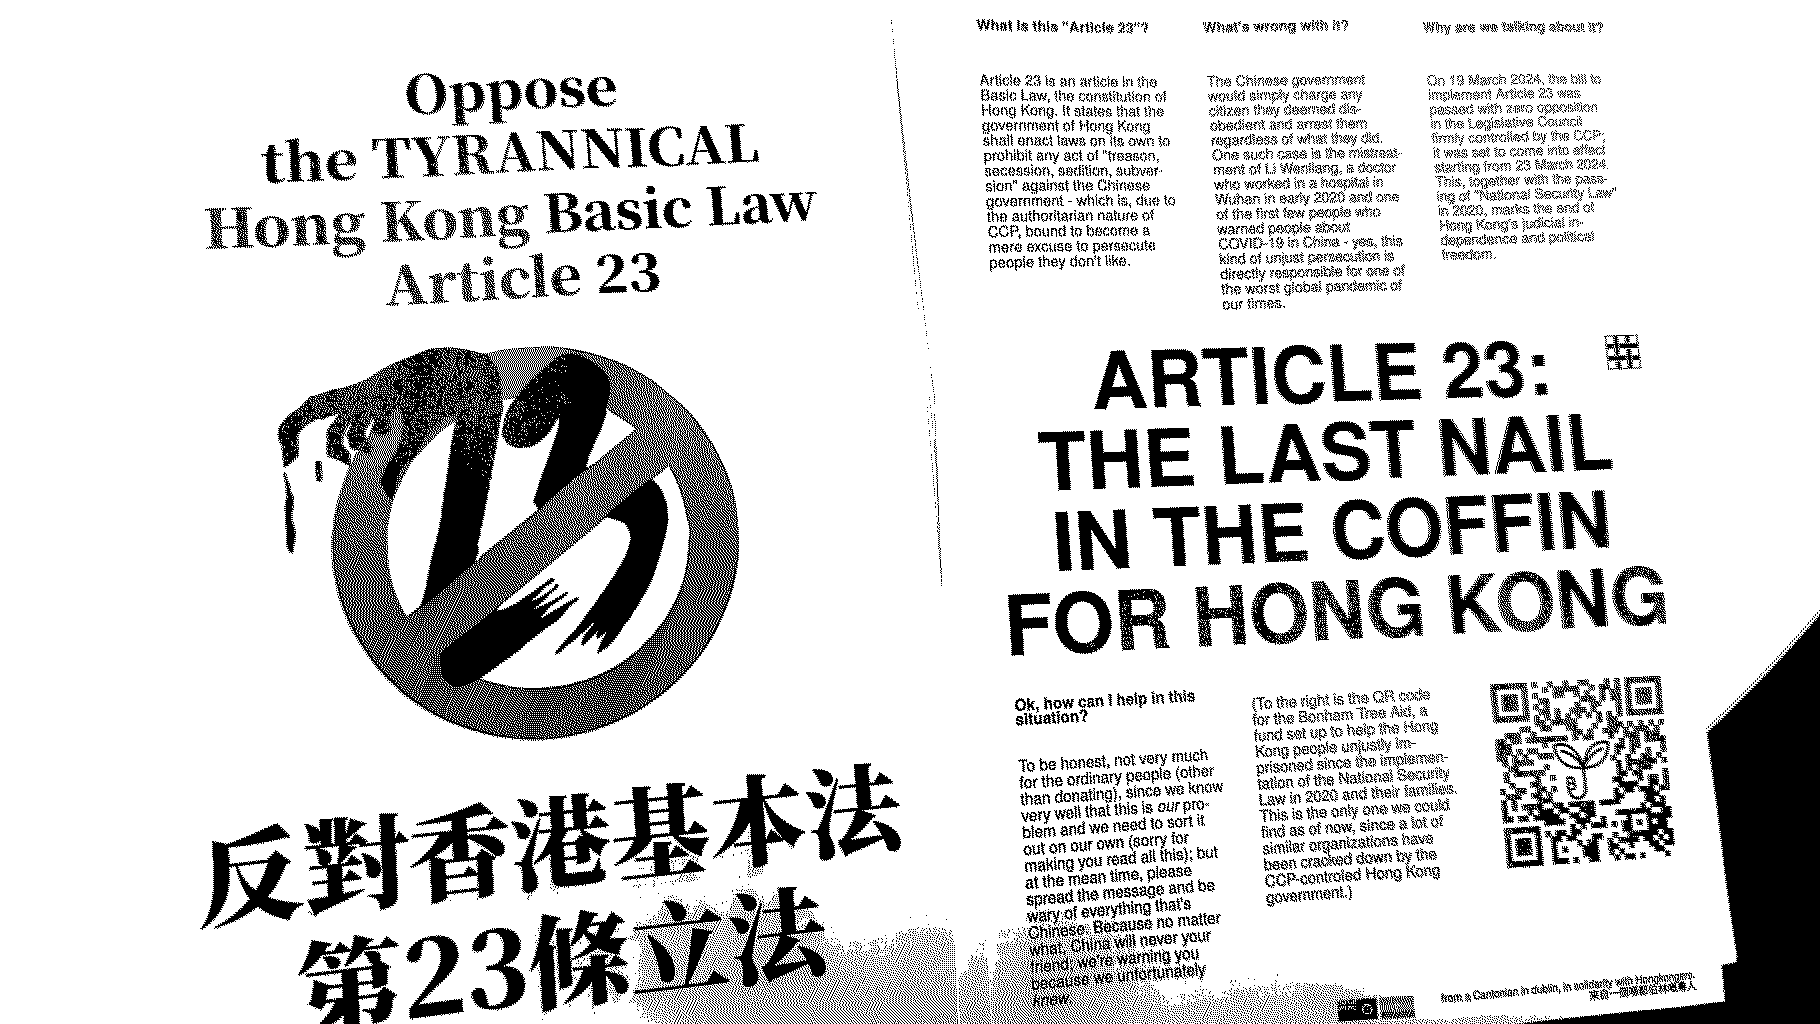 Oppose
the TYRANNICAL
Hong Kong Basic Law
Article 23
反對香港基本法
第23條立法
What is this "Article 23"?
Article 23 is an article in the
Basic Law, the constitution of
Hong Kong. It states that the
government of Hong Kong
shall enact laws on its own to
prohibit any act of "treason,
secession, sedition, subver-
sion" against the Chinese
government - which is, due to
the authoritarian nature of
CCP, bound to become a
mere excuse to persecute
people they don't like.
What's wrong with it?
The Chinese government
would simply charge any
citizen they deemed dis-
obedient and arrest them
regardless of what they did.
One such case is the mistreat-
ment of Li Wenliang, a doctor
who worked in a hospital in
Wuhan in early 2020 and one
of the first few people who
warned people about
COVID-19 in China - yes, this
kind of unjust persecution is
directly responsible for one of
the worst global pandemic of
our times.
Why are we talking about it?
On 19 March 2024, the bill to
implement Article 23 was
passed with zero opposition
in the Legislative Council
firmly controlled by the CCP;
it was set to come into effect
starting from 23 March 2024.
This, together with the pass-
ing of "National Security Law"
in 2020, marks the end of
Hong Kong's judicial in-
dependence and political
freedom.
ARTICLE 23:
THE LAST NAIL
IN THE COFFIN
FOR HONG KONG
Ok, how can I help in this
situation?
To be honest, not very much
for the ordinary people (other
than donating), since we know
very well that this is our pro-
blem and we need to sort it
out on our own (sorry for
making you read all this); but
at the mean time, please
spread the message and be
wary of everything that's
Chinese. Because no matter
what, China will never your
friend; we're warning you
because we unfortunately
knew.
(To the right is the QR code
for the Bonham Tree Aid, a
fund set up to help the Hong
Kong people unjustly im-
prisoned since the implemen-
tation of the National Security
Law in 2020 and their families.
This is the only one we could
find as of now, since a lot of
similar organizations have
been cracked down by the
CCP-controled Hong Kong
government.)
from a Cantonian in dublin, in solidarity with Hongkongers.